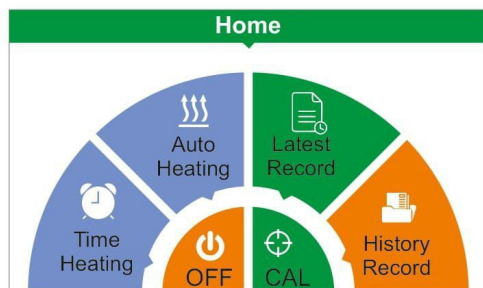 Home
Auto
Heating
Latest
Record
Time
Heating
History
Record
OFF
CAL